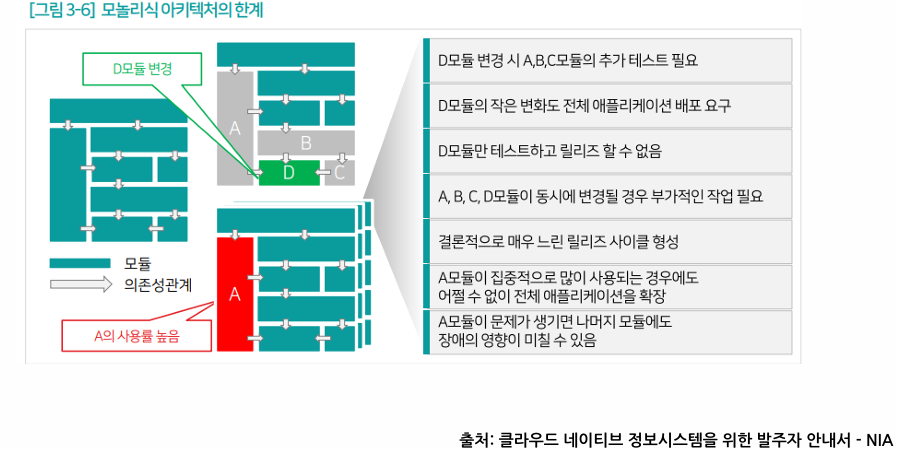 [그림 3-6] 모놀리식 아키텍처의 한계
D모듈 변경
A
B
D
C
모듈
의존성관계
A
A의 사용률 높음
D모듈 변경 시 A,B,C모듈의 추가 테스트 필요
D모듈의 작은 변화도 전체 애플리케이션 배포 요구
D모듈만 테스트하고 릴리즈 할 수 없음
A, B, C, D모듈이 동시에 변경될 경우 부가적인 작업 필요
결론적으로 매우 느린 릴리즈 사이클 형성
A모듈이 집중적으로 많이 사용되는 경우에도
어쩔 수 없이 전체 애플리케이션을 확장
A모듈이 문제가 생기면 나머지 모듈에도
장애의 영향이 미칠 수 있음
출처: 클라우드 네이티브 정보시스템을 위한 발주자 안내서 - NIA